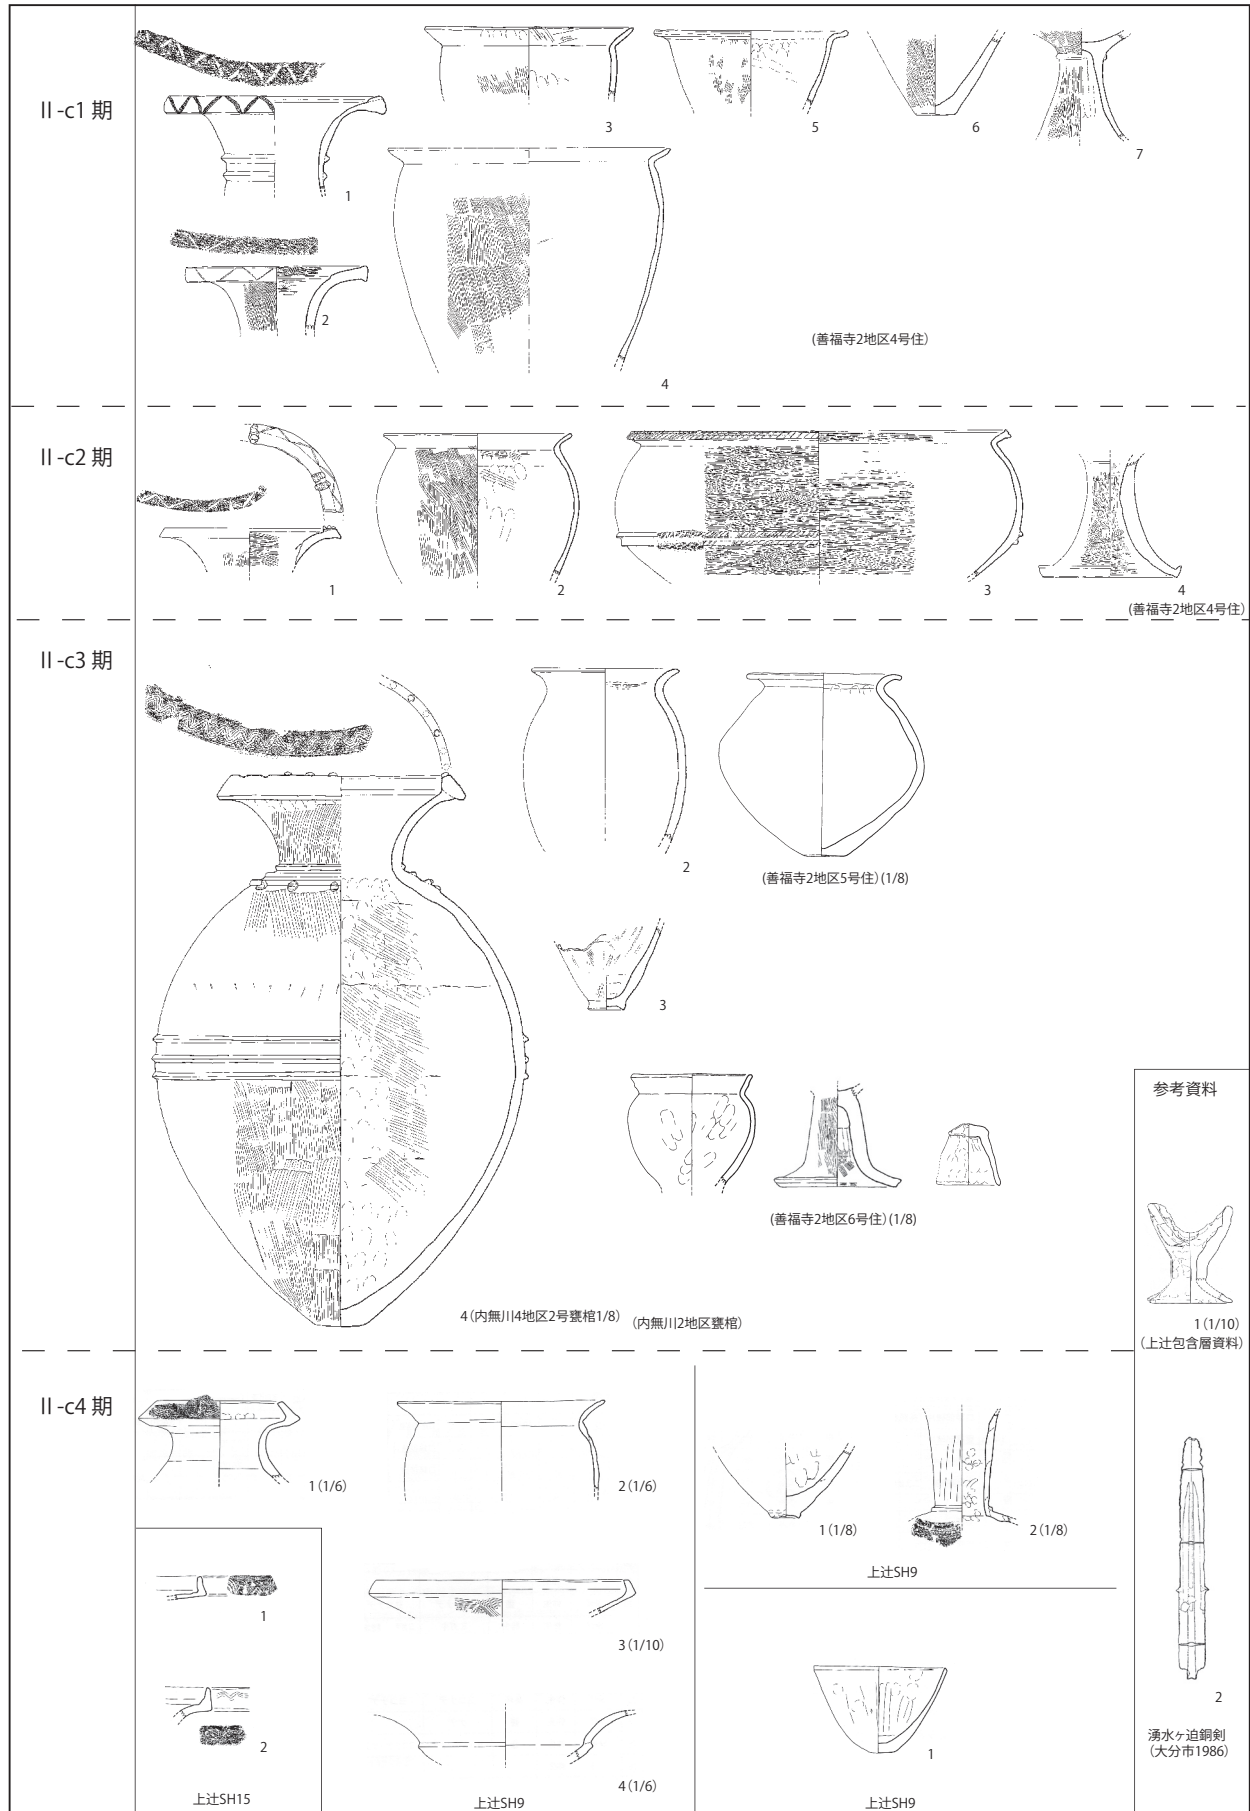 II-c1 期
1
2
3
4
5
6
7
(善福寺2地区4号住)
II-c2 期
1
2
3
4
(善福寺2地区4号住)
II-c3 期
2
(善福寺2地区5号住)(1/8)
3
(善福寺2地区6号住)(1/8)
4(内無川4地区2号甕棺1/8)
(内無川2地区甕棺)
参考資料
1(1/10)
(上辻包含層資料)
2
湧水ヶ迫銅剣
(大分市1986)
II-c4 期
1(1/6)
2(1/6)
1(1/8)
2(1/8)
上辻SH9
1
2
上辻SH15
3(1/10)
4(1/6)
上辻SH9
1
上辻SH9